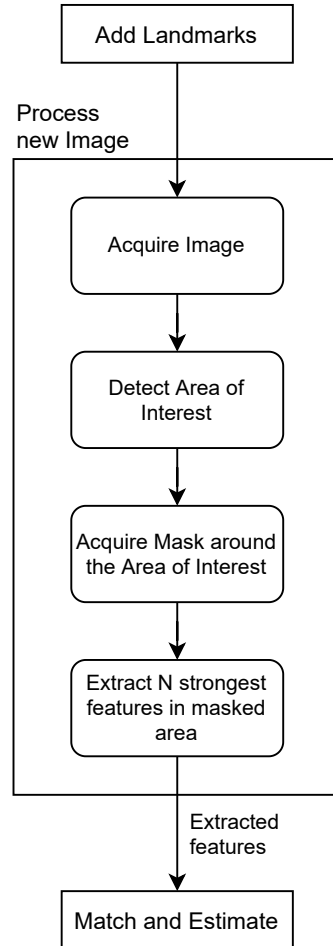 Add Landmarks
Process
new Image
Acquire Image
Detect Area of
Interest
Acquire Mask around
the Area of Interest
Extract N strongest
features in masked
area
Extracted
features
Match and Estimate